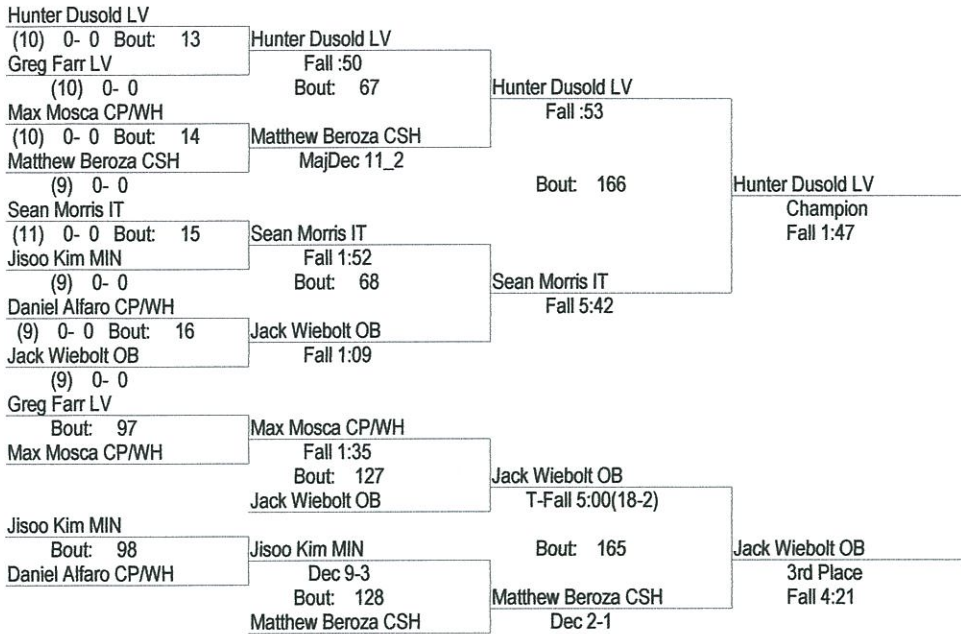 Hunter Dusold LV
(10) 0- 0 Bout: 13
Greg Farr LV
(10) 0- 0
Max Mosca CP/WH
(10) 0- 0 Bout: 14
Matthew Beroza CSH
(9) 0- 0
Sean Morris IT
(11) 0- 0 Bout: 15
Jisoo Kim MIN
(9) 0- 0
Daniel Alfaro CP/WH
(9) 0- 0 Bout: 16
Jack Wiebolt OB
(9) 0- 0
Hunter Dusold LV
Fall :50
Bout: 67
Matthew Beroza CSH
MajDec 11_2
Sean Morris IT
Fall 1:52
Bout: 68
Jack Wiebolt OB
Fall 1:09
Hunter Dusold LV
Fall :53
Bout: 166
Sean Morris IT
Fall 5:42
Hunter Dusold LV
Champion
Fall 1:47
Greg Farr LV
Bout: 97
Max Mosca CP/WH
Jisoo Kim MIN
Bout: 98
Daniel Alfaro CP/WH
Max Mosca CP/WH
Fall 1:35
Bout: 127
Jack Wiebolt OB
Jisoo Kim MIN
Dec 9-3
Bout: 128
Matthew Beroza CSH
Jack Wiebolt OB
T-Fall 5:00(18-2)
Bout: 165
Matthew Beroza CSH
Dec 2-1
Jack Wiebolt OB
3rd Place
Fall 4:21